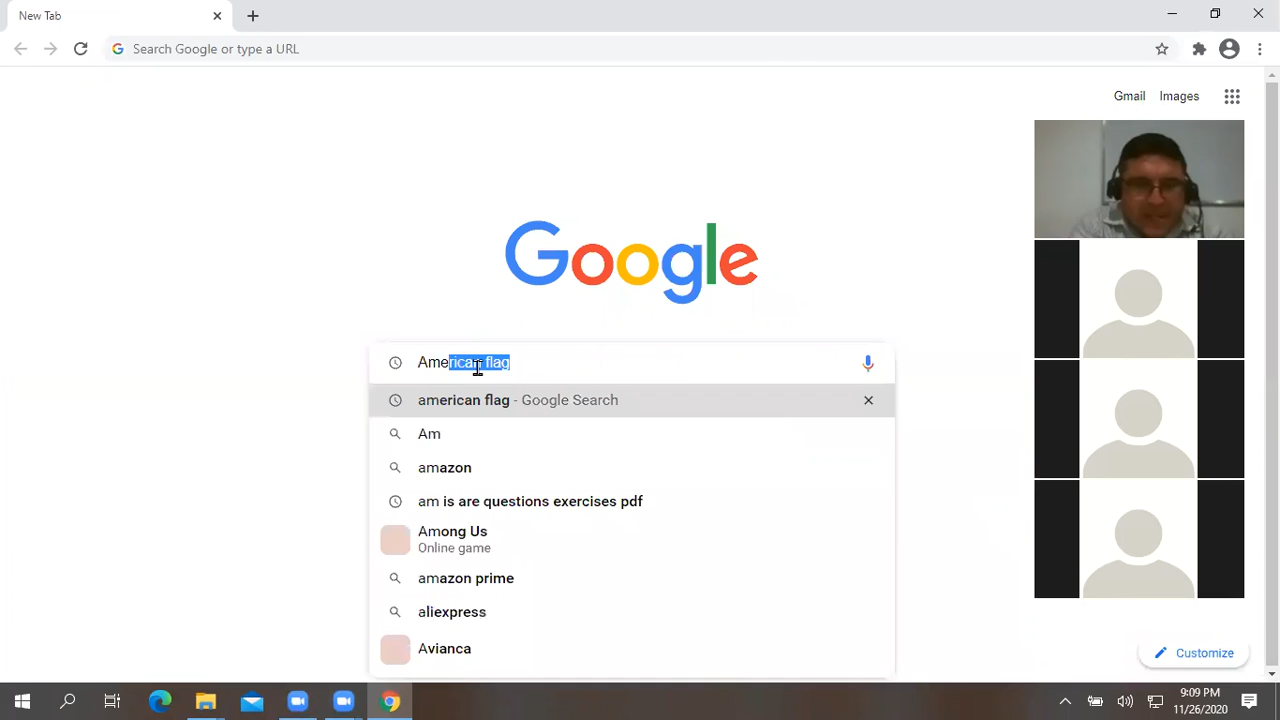 New Tab
Search Google or type a URL
Gmail Images
Google
American flag
american flag - Google Search
Am
amazon
am is are questions exercises pdf
Among Us
Online game
amazon prime
aliexpress
Avianca
Customize
9:09 PM
11/26/2020